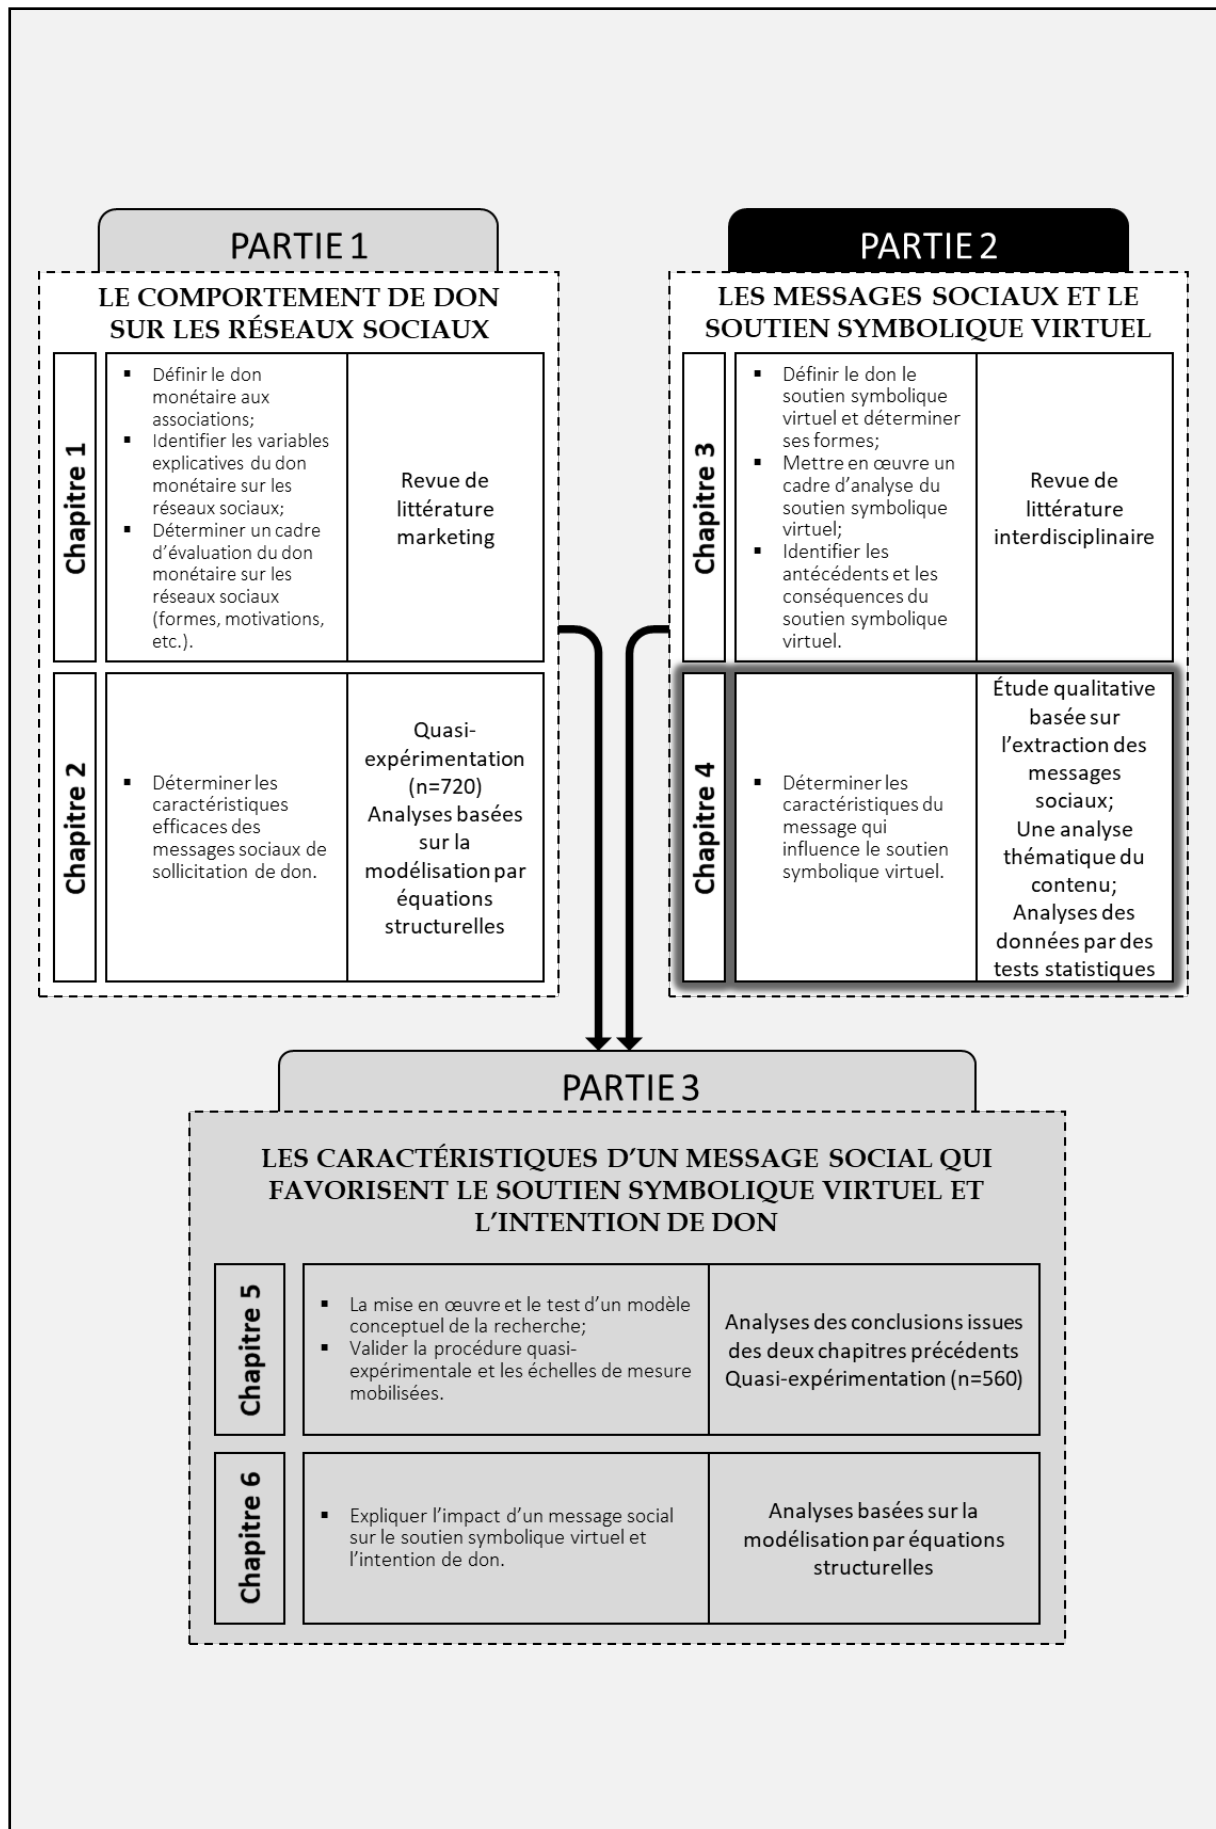 PARTIE 1
LE COMPORTEMENT DE DON
SUR LES RÉSEAUX SOCIAUX
Chapitre 1
▪ Définir le don
monétaire aux
associations;
▪ Identifier les variables
explicatives du don
monétaire sur les
réseaux sociaux;
▪ Déterminer un cadre
d’évaluation du don
monétaire sur les
réseaux sociaux
(formes, motivations,
etc.).
Revue de
littérature
marketing
Chapitre 2
▪ Déterminer les
caractéristiques
efficaces des
messages sociaux de
sollicitation de don.
Quasi-
expérimentation
(n=720)
Analyses basées
sur la
modélisation par
équations
structurelles
PARTIE 2
LES MESSAGES SOCIAUX ET LE
SOUTIEN SYMBOLIQUE VIRTUEL
Chapitre 3
▪ Définir le don le
soutien symbolique
virtuel et déterminer
ses formes;
▪ Mettre en œuvre un
cadre d’analyse du
soutien symbolique
virtuel;
▪ Identifier les
antécédents et les
conséquences du
soutien symbolique
virtuel.
Revue de
littérature
interdisciplinaire
Chapitre 4
▪ Déterminer les
caractéristiques du
message qui
influence le soutien
symbolique virtuel.
Étude qualitative
basée sur
l’extraction des
messages
sociaux;
Une analyse
thématique du
contenu;
Analyses des
données par des
tests statistiques
PARTIE 3
LES CARACTÉRISTIQUES D’UN MESSAGE SOCIAL QUI
FAVORISENT LE SOUTIEN SYMBOLIQUE VIRTUEL ET
L’INTENTION DE DON
Chapitre 5
▪ La mise en œuvre et le test d’un modèle
conceptuel de la recherche;
▪ Valider la procédure quasi-
expérimentale et les échelles de mesure
mobilisées.
Analyses des conclusions issues
des deux chapitres précédents
Quasi-expérimentation (n=560)
Chapitre 6
▪ Expliquer l’impact d’un message social
sur le soutien symbolique virtuel et
l’intention de don.
Analyses basées sur la
modélisation par équations
structurelles